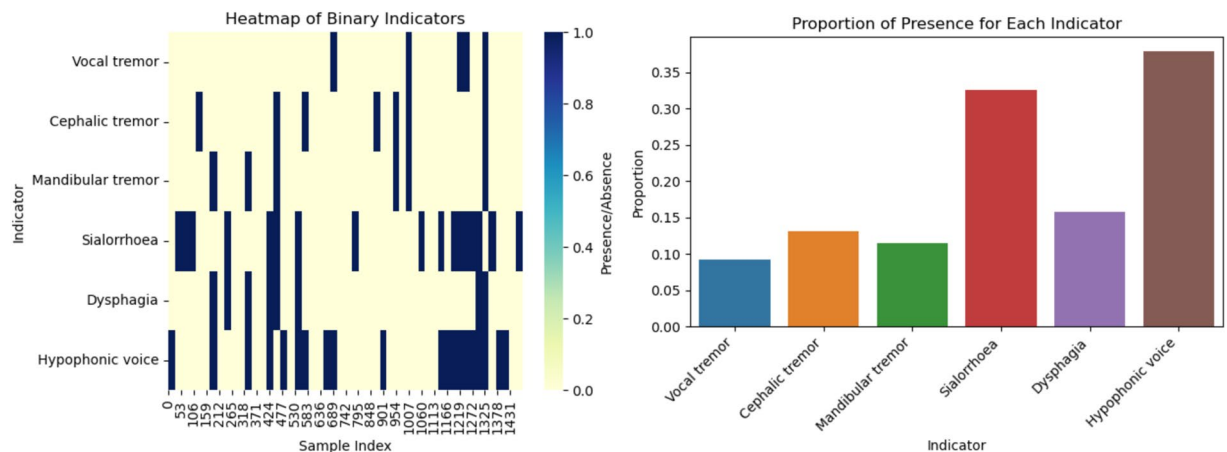 Heatmap of Binary Indicators
Indicator
Vocal tremor
Cephalic tremor
Mandibular tremor
Sialorrhoea
Dysphagia
Hypophonic voice
0
53
106
159
212
265
318
371
424
477
530
583
636
689
742
795
848
901
954
1007
1060
1113
1166
1219
1272
1325
1378
1431
Sample Index
1.0
0.8
0.6
0.4
0.2
0.0
Presence/Absence
Proportion of Presence for Each Indicator
Proportion
0.35
0.30
0.25
0.20
0.15
0.10
0.05
0.00
Vocal tremor
Cephalic tremor
Mandibular tremor
Sialorrhoea
Dysphagia
Hypophonic voice
Indicator